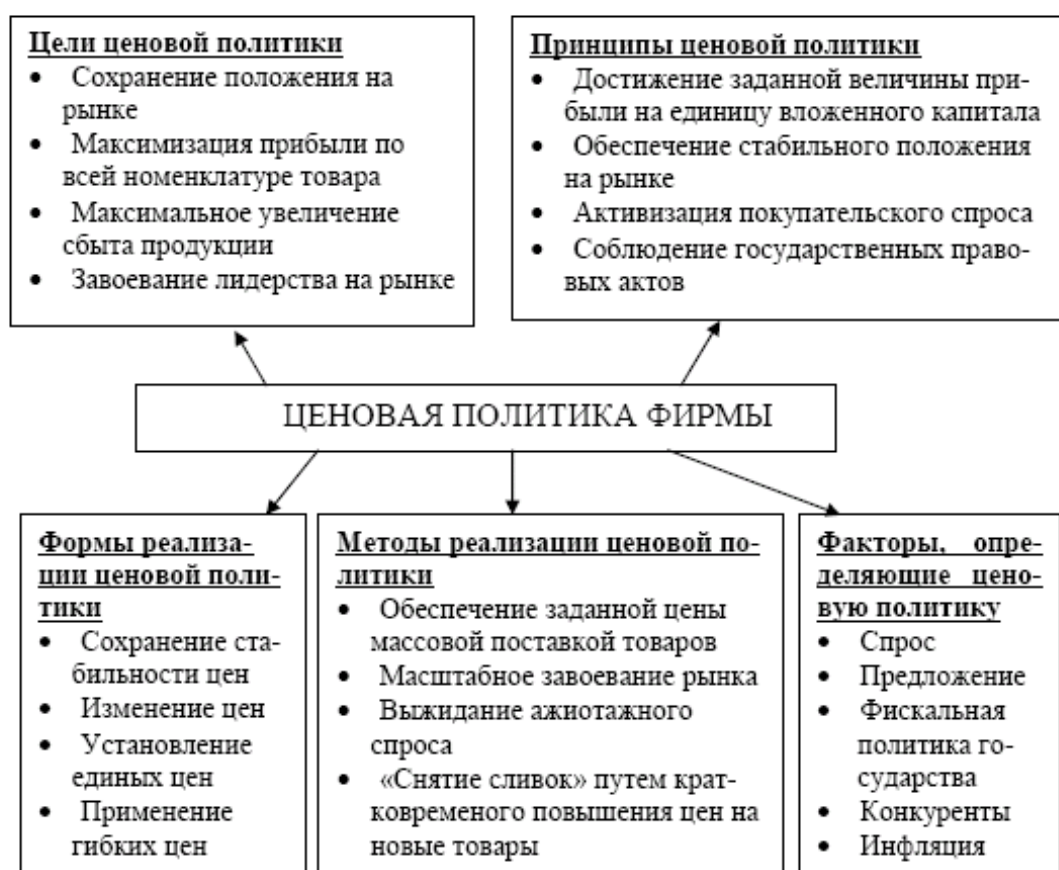 Цели ценовой политики
• Сохранение положения на
рынке
• Максимизация прибыли по
всей номенклатуре товара
• Максимальное увеличение
сбыта продукции
• Завоевание лидерства на рынке
Принципы ценовой политики
• Достижение заданной величины при-
были на единицу вложенного капитала
• Обеспечение стабильного положения
на рынке
• Активизация покупательского спроса
• Соблюдение государственных право-
вых актов
ЦЕНОВАЯ ПОЛИТИКА ФИРМЫ
Формы реализа-
ции ценовой поли-
тики
• Сохранение ста-
бильности цен
• Изменение цен
• Установление
единых цен
• Применение
гибких цен
Методы реализации ценовой по-
литики
• Обеспечение заданной цены
массовой поставкой товаров
• Масштабное завоевание рынка
• Выжидание ажиотажного
спроса
• «Снятие сливок» путем крат-
ковременого повышения цен на
новые товары
Факторы, опре-
деляющие цено-
вую политику
• Спрос
• Предложение
• Фискальная
политика го-
сударства
• Конкуренты
• Инфляция